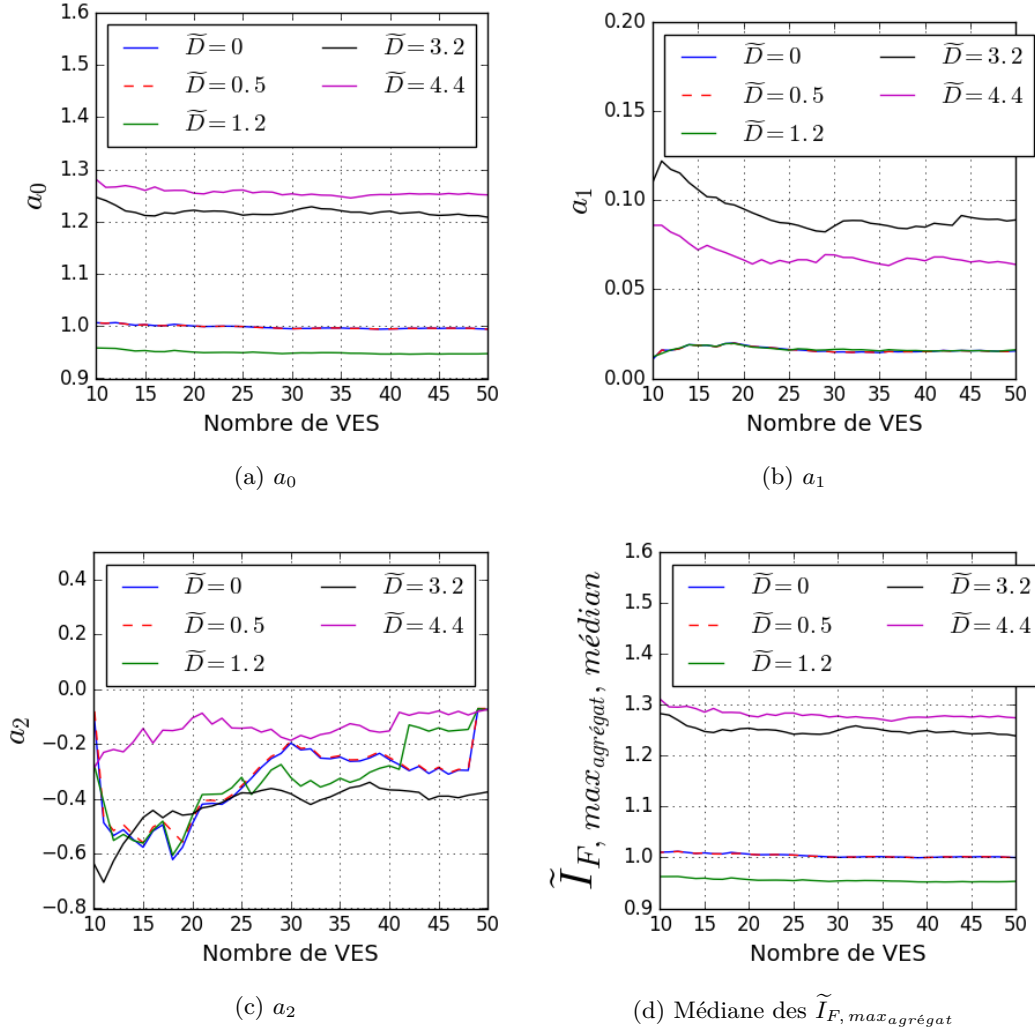 1.6
1.5
1.4
1.3
1.2
1.1
1.0
0.9
a₀
D̃ = 0
D̃ = 0.5
D̃ = 1.2
D̃ = 3.2
D̃ = 4.4
10 15 20 25 30 35 40 45 50
Nombre de VES
(a) a₀
0.20
0.15
0.10
0.05
0.00
a₁
D̃ = 0
D̃ = 0.5
D̃ = 1.2
D̃ = 3.2
D̃ = 4.4
10 15 20 25 30 35 40 45 50
Nombre de VES
(b) a₁
0.4
0.2
0.0
−0.2
−0.4
−0.6
−0.8
a₂
D̃ = 0
D̃ = 0.5
D̃ = 1.2
D̃ = 3.2
D̃ = 4.4
10 15 20 25 30 35 40 45 50
Nombre de VES
(c) a₂
1.6
1.5
1.4
1.3
1.2
1.1
1.0
0.9
Ĩ F, max agrégat, médian
D̃ = 0
D̃ = 0.5
D̃ = 1.2
D̃ = 3.2
D̃ = 4.4
10 15 20 25 30 35 40 45 50
Nombre de VES
(d) Médiane des Ĩ F, max agrégat